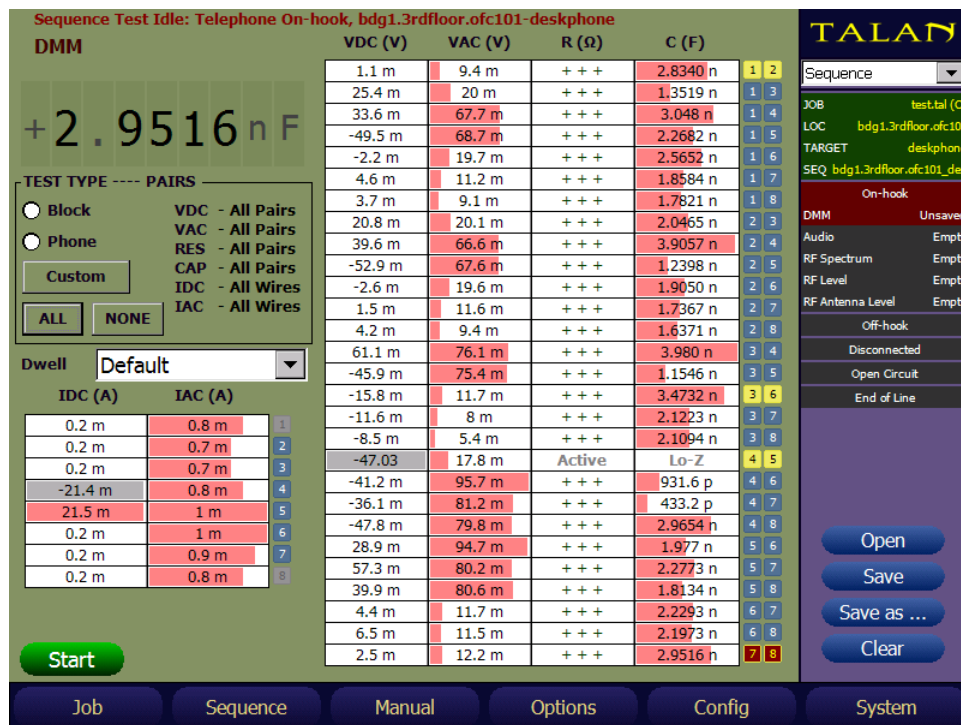 Sequence Test Idle: Telephone On-hook, bdg1.3rdfloor.ofc101-deskphone
DMM
+2.9516 n F
TEST TYPE ---- PAIRS
Block
Phone
Custom
ALL NONE
VDC - All Pairs
VAC - All Pairs
RES - All Pairs
CAP - All Pairs
IDC - All Wires
IAC - All Wires
Dwell Default
IDC (A) IAC (A)
0.2 m 0.8 m 1
0.2 m 0.7 m 2
0.2 m 0.7 m 3
-21.4 m 0.8 m 4
21.5 m 1 m 5
0.2 m 1 m 6
0.2 m 0.9 m 7
0.2 m 0.8 m 8
Start
VDC (V) VAC (V) R (Ω) C (F)
1.1 m 9.4 m + + + 2.8340 n 1 2
25.4 m 20 m + + + 1.3519 n 1 3
33.6 m 67.7 m + + + 3.048 n 1 4
-49.5 m 68.7 m + + + 2.2682 n 1 5
-2.2 m 19.7 m + + + 2.5652 n 1 6
4.6 m 11.2 m + + + 1.8584 n 1 7
3.7 m 9.1 m + + + 1.7821 n 1 8
20.8 m 20.1 m + + + 2.0465 n 2 3
39.6 m 66.6 m + + + 3.9057 n 2 4
-52.9 m 67.6 m + + + 1.2398 n 2 5
-2.6 m 19.6 m + + + 1.9050 n 2 6
1.5 m 11.6 m + + + 1.7367 n 2 7
4.2 m 9.4 m + + + 1.6371 n 2 8
61.1 m 76.1 m + + + 3.980 n 3 4
-45.9 m 75.4 m + + + 1.1546 n 3 5
-15.8 m 11.7 m + + + 3.4732 n 3 6
-11.6 m 8 m + + + 2.1223 n 3 7
-8.5 m 5.4 m + + + 2.1094 n 3 8
-47.03 17.8 m Active Lo-Z 4 5
-41.2 m 95.7 m + + + 931.6 p 4 6
-36.1 m 81.2 m + + + 433.2 p 4 7
-47.8 m 79.8 m + + + 2.9654 n 4 8
28.9 m 94.7 m + + + 1.977 n 5 6
57.3 m 80.2 m + + + 2.2773 n 5 7
39.9 m 80.6 m + + + 1.8134 n 5 8
4.4 m 11.7 m + + + 2.2293 n 6 7
6.5 m 11.5 m + + + 2.1973 n 6 8
2.5 m 12.2 m + + + 2.9516 n 7 8
TALAN
Sequence
JOB test.tal (C
LOC bdg1.3rdfloor.ofc10
TARGET deskphon
SEQ bdg1.3rdfloor.ofc101_de
On-hook
DMM Unsave
Audio Empt
RF Spectrum Empt
RF Level Empt
RF Antenna Level Empt
Off-hook
Disconnected
Open Circuit
End of Line
Open
Save
Save as ...
Clear
Job Sequence Manual Options Config System